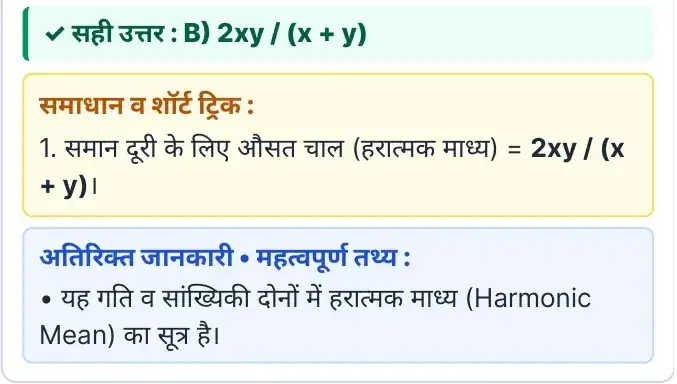 ✓ सही उत्तर : B) 2xy / (x + y)
समाधान व शॉर्ट ट्रिक :
1. समान दूरी के लिए औसत चाल (हरात्मक माध्य) = 2xy / (x
+ y)।
अतिरिक्त जानकारी • महत्वपूर्ण तथ्य :
• यह गति व सांख्यिकी दोनों में हरात्मक माध्य (Harmonic
Mean) का सूत्र है।